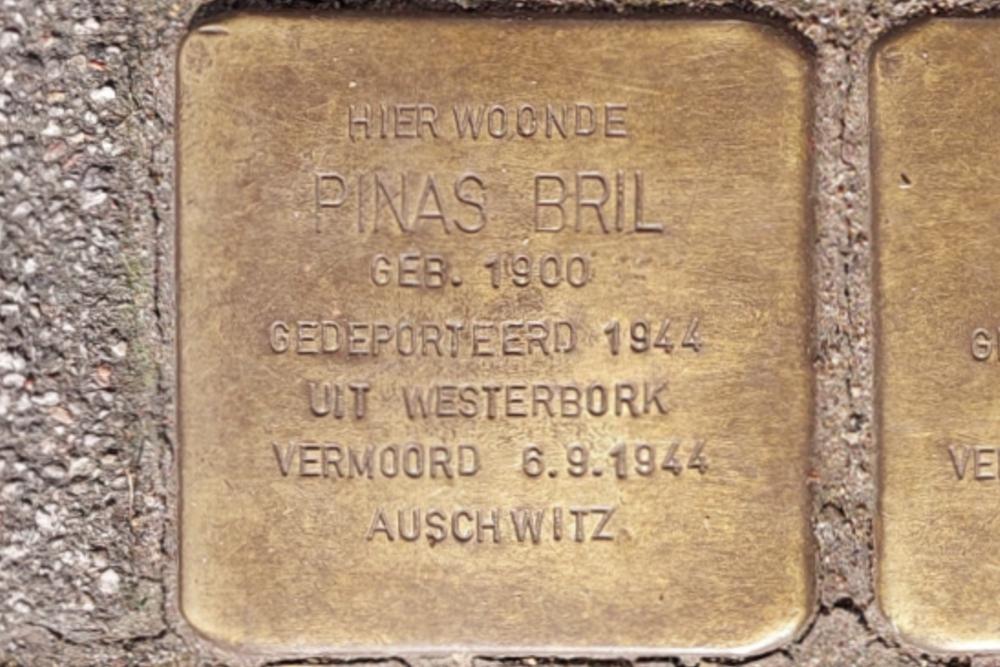 HIER WOONDE
PINAS BRIL
GEB. 1900
GEDEPORTEERD 1944
UIT WESTERBORK
VERMOORD 6.9.1944
AUSCHWITZ